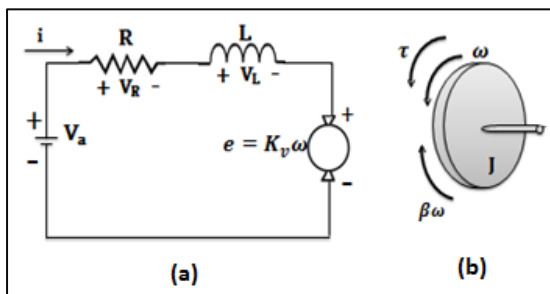 i
R
L
+ V_R -
+ V_L -
+
V_a
-
+
e = K_v ω
-
(a)
τ
ω
J
βω
(b)